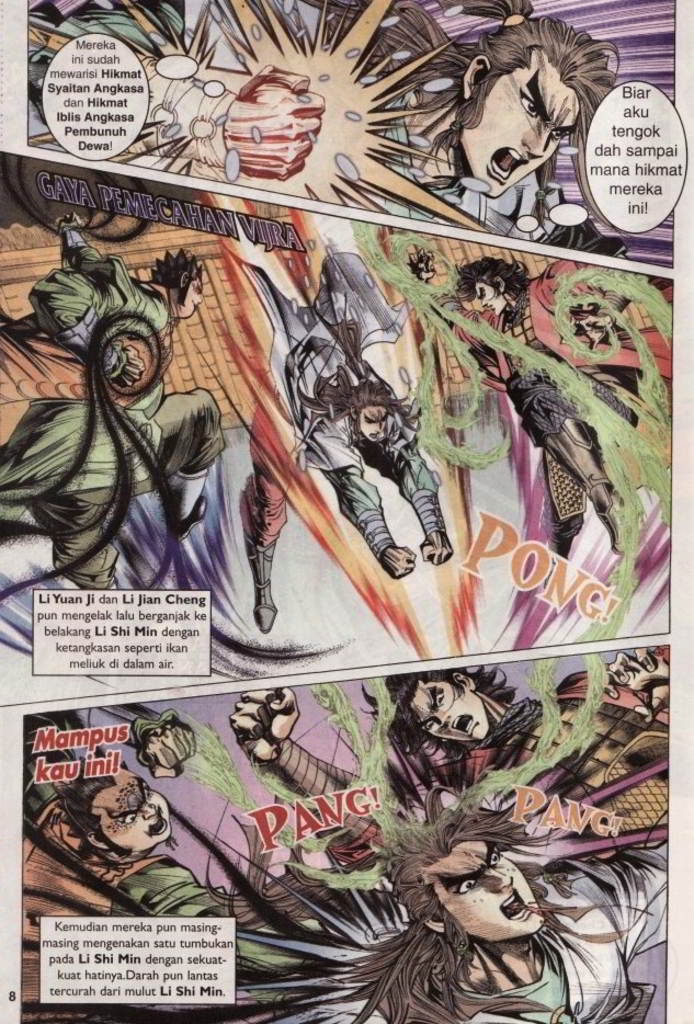 Mereka
ini sudah
mewarisi Hikmat
Syaitan Angkasa
dan Hikmat
Iblis Angkasa
Pembunuh
Dewa!
Biar
aku
tengok
dah sampai
mana hikmat
mereka
ini!
GAYA PEMECAHAN VIJRA
PONG!
Li Yuan Ji dan Li Jian Cheng
pun mengelak lalu berganjak ke
belakang Li Shi Min dengan
ketangkasan seperti ikan
meliuk di dalam air.
Mampus
kau ini!
PANG!
PANG!
Kemudian mereka pun masing-
masing mengenakan satu tumbukan
pada Li Shi Min dengan sekuat-
kuat hatinya.Darah pun lantas
tercurah dari mulut Li Shi Min.
8